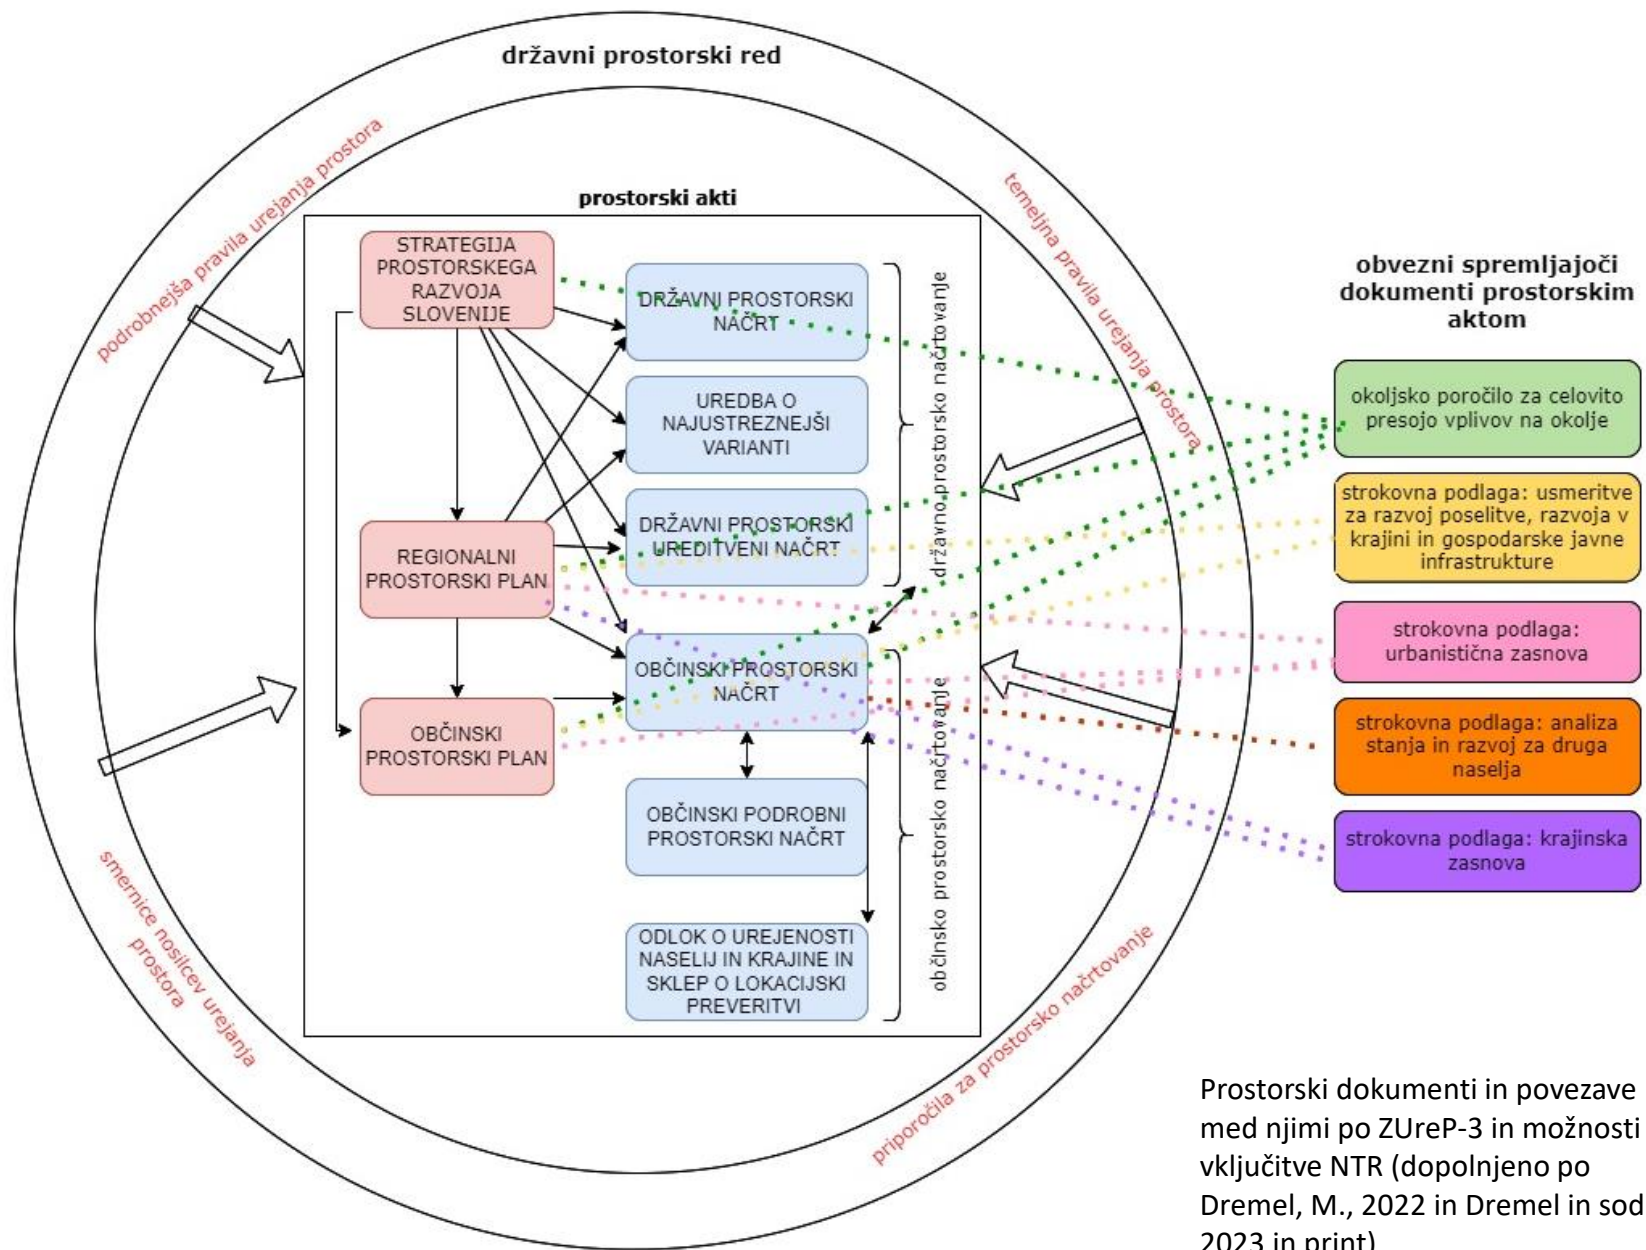 državni prostorski red
podrobnejša pravila urejanja prostora
temeljna pravila urejanja prostora
smernice nosilcev urejanja
prostora
priporočila za prostorsko načrtovanje
prostorski akti
STRATEGIJA
PROSTORSKEGA
RAZVOJA
SLOVENIJE
REGIONALNI
PROSTORSKI PLAN
OBČINSKI
PROSTORSKI PLAN
DRŽAVNI PROSTORSKI
NAČRT
UREDBA O
NAJUSTREZNEJŠI
VARIANTI
DRŽAVNI PROSTORSKI
UREDITVENI NAČRT
OBČINSKI PROSTORSKI
NAČRT
OBČINSKI PODROBNI
PROSTORSKI NAČRT
ODLOK O UREJENOSTI
NASELIJ IN KRAJINE IN
SKLEP O LOKACIJSKI
PREVERITVI
državno prostorsko načrtovanje
občinsko prostorsko načrtovanje
obvezni spremljajoči
dokumenti prostorskim
aktom
okoljsko poročilo za celovito
presojo vplivov na okolje
strokovna podlaga: usmeritve
za razvoj poselitve, razvoja v
krajini in gospodarske javne
infrastrukture
strokovna podlaga:
urbanistična zasnova
strokovna podlaga: analiza
stanja in razvoj za druga
naselja
strokovna podlaga: krajinska
zasnova
Prostorski dokumenti in povezave
med njimi po ZUreP-3 in možnosti
vključitve NTR (dopolnjeno po
Dremel, M., 2022 in Dremel in sod
2023 in print)